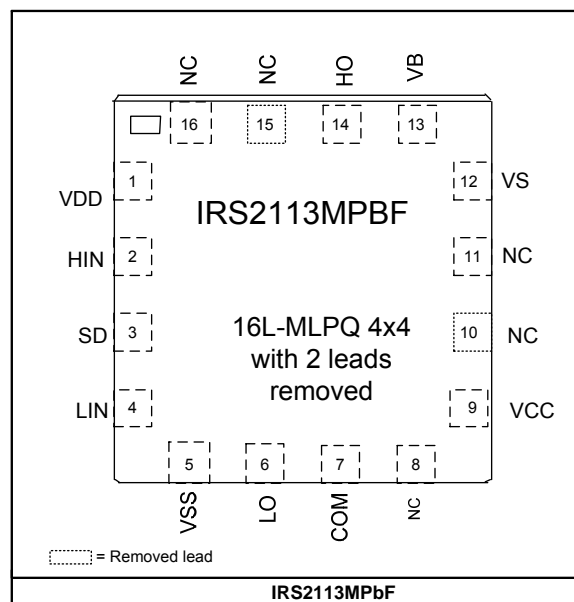 NC
NC
HO
VB
16
15
14
13
1
12
VS
VDD
IRS2113MPBF
HIN
2
11
NC
SD
3
16L-MLPQ 4x4
10
NC
with 2 leads
removed
LIN
4
9
VCC
5
6
7
8
VSS
LO
COM
NC
= Removed lead
IRS2113MPbF